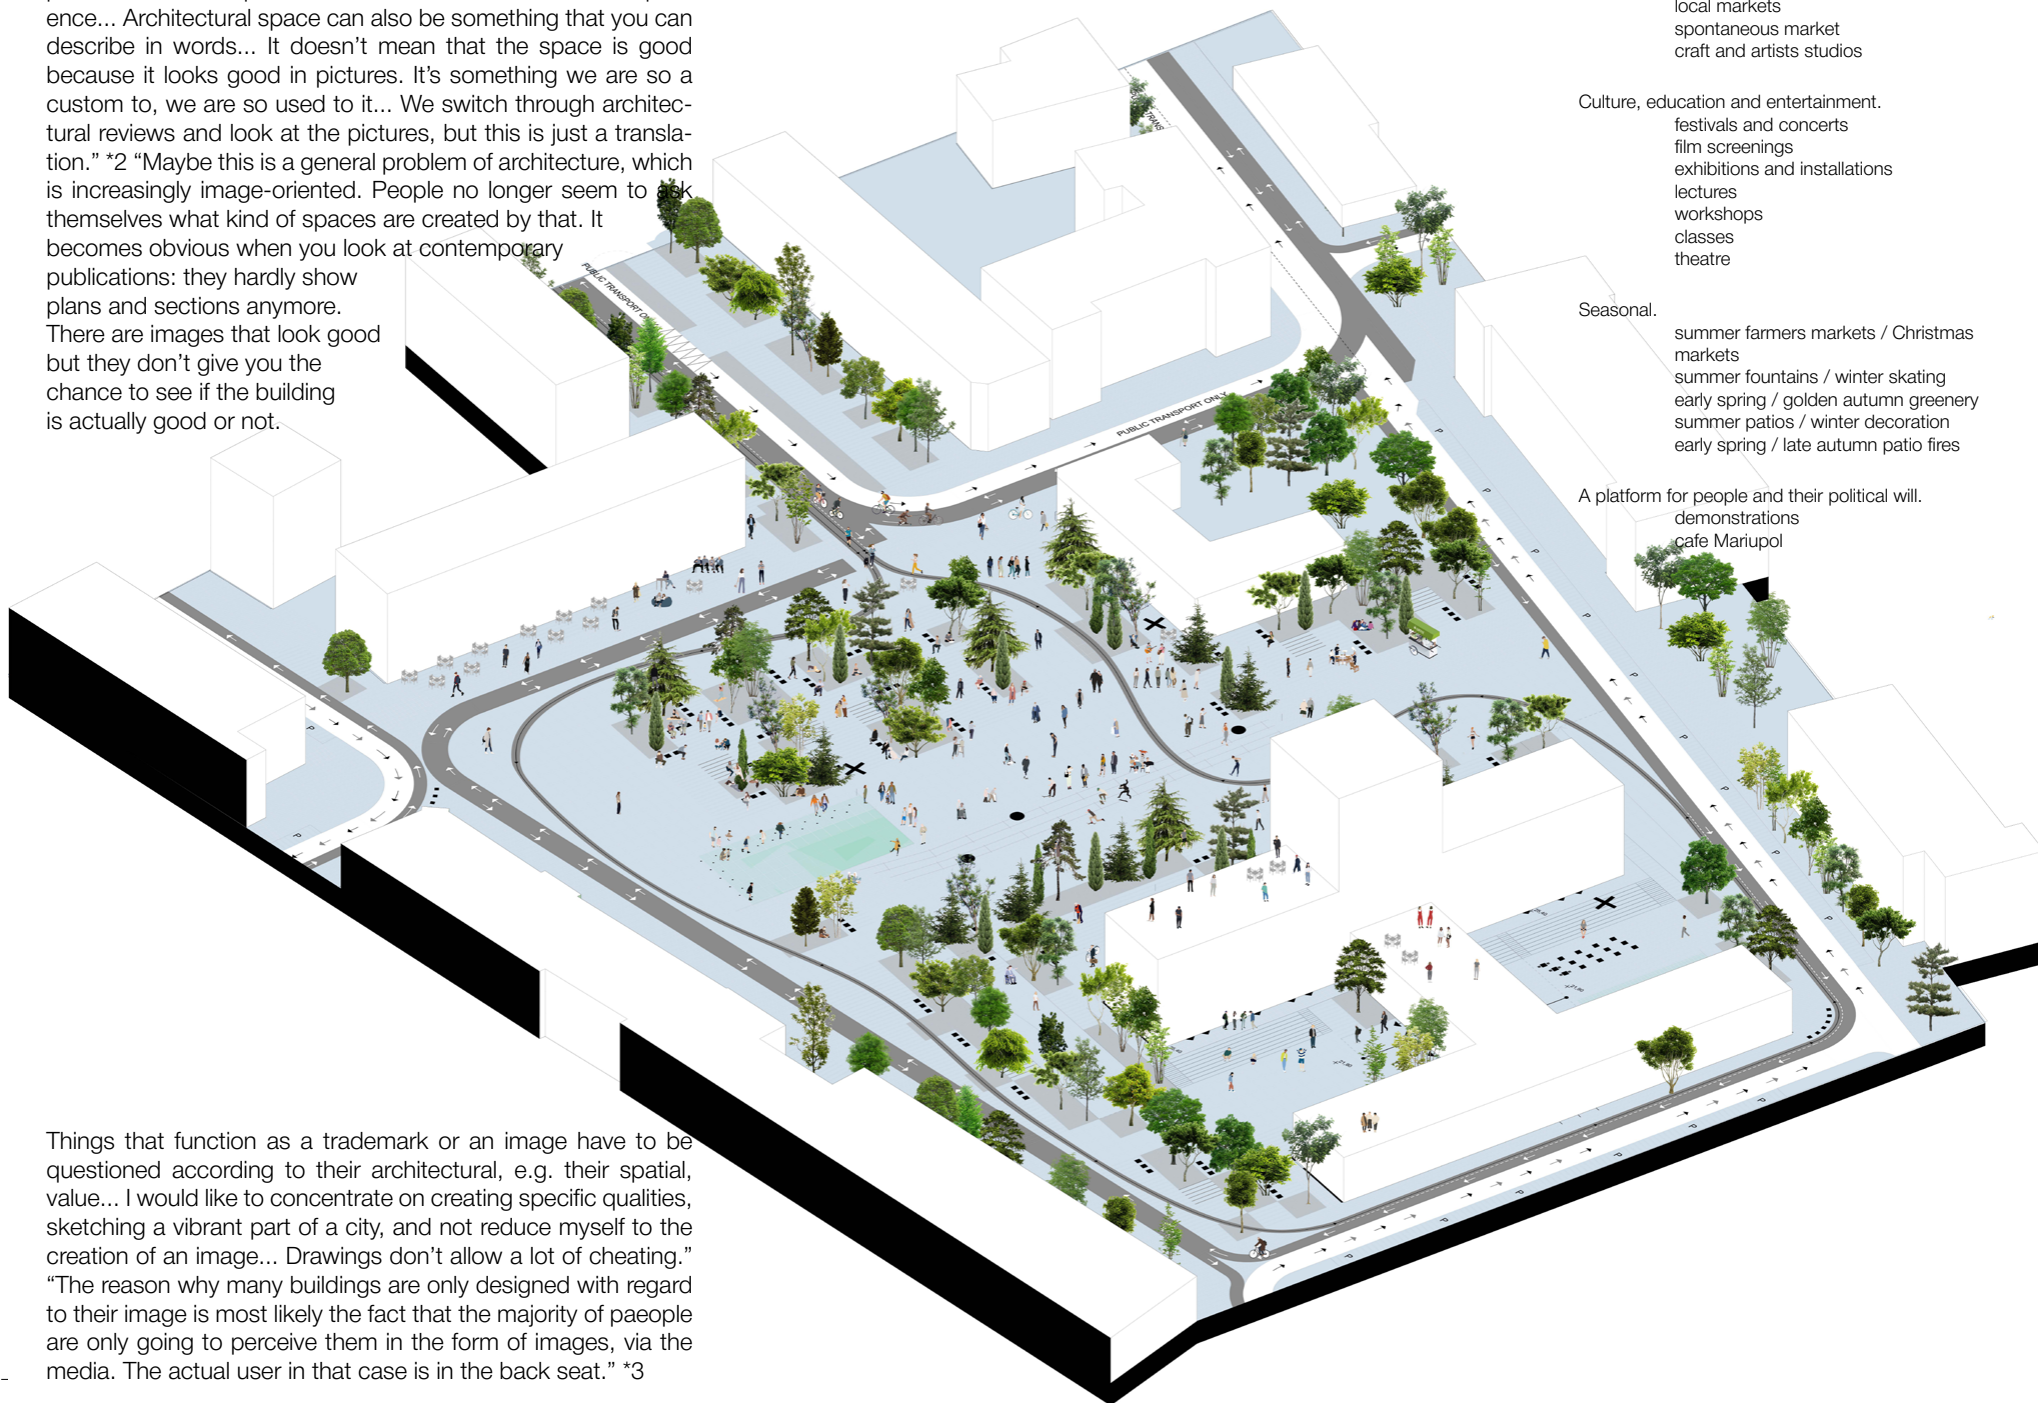 ence... Architectural space can also be something that you can
describe in words... It doesn’t mean that the space is good
because it looks good in pictures. It’s something we are so a
custom to, we are so used to it... We switch through architec-
tural reviews and look at the pictures, but this is just a transla-
tion.” *2 “Maybe this is a general problem of architecture, which
is increasingly image-oriented. People no longer seem to ask
themselves what kind of spaces are created by that. It
becomes obvious when you look at contemporary
publications: they hardly show
plans and sections anymore.
There are images that look good
but they don’t give you the
chance to see if the building
is actually good or not.
Things that function as a trademark or an image have to be
questioned according to their architectural, e.g. their spatial,
value... I would like to concentrate on creating specific qualities,
sketching a vibrant part of a city, and not reduce myself to the
creation of an image... Drawings don’t allow a lot of cheating.”
“The reason why many buildings are only designed with regard
to their image is most likely the fact that the majority of paeople
are only going to perceive them in the form of images, via the
media. The actual user in that case is in the back seat.” *3
PUBLIC TRANSPORT
PUBLIC TRANSPORT ONLY
local markets
spontaneous market
craft and artists studios
Culture, education and entertainment.
festivals and concerts
film screenings
exhibitions and installations
lectures
workshops
classes
theatre
Seasonal.
summer farmers markets / Christmas
markets
summer fountains / winter skating
early spring / golden autumn greenery
summer patios / winter decoration
early spring / late autumn patio fires
A platform for people and their political will.
demonstrations
cafe Mariupol